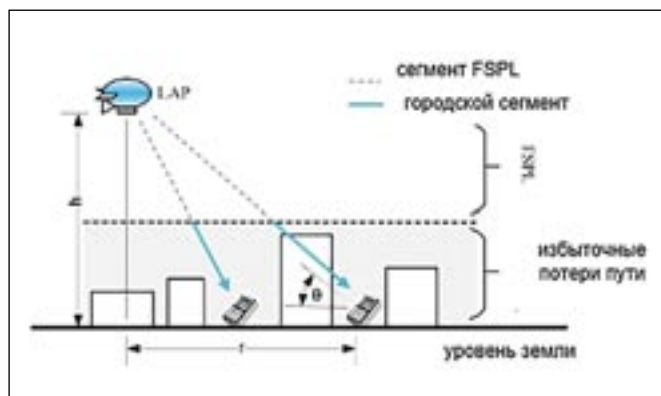 сегмент FSPL
LAP
городской сегмент
FSPL
h
избыточные
потери пути
θ
r
уровень земли